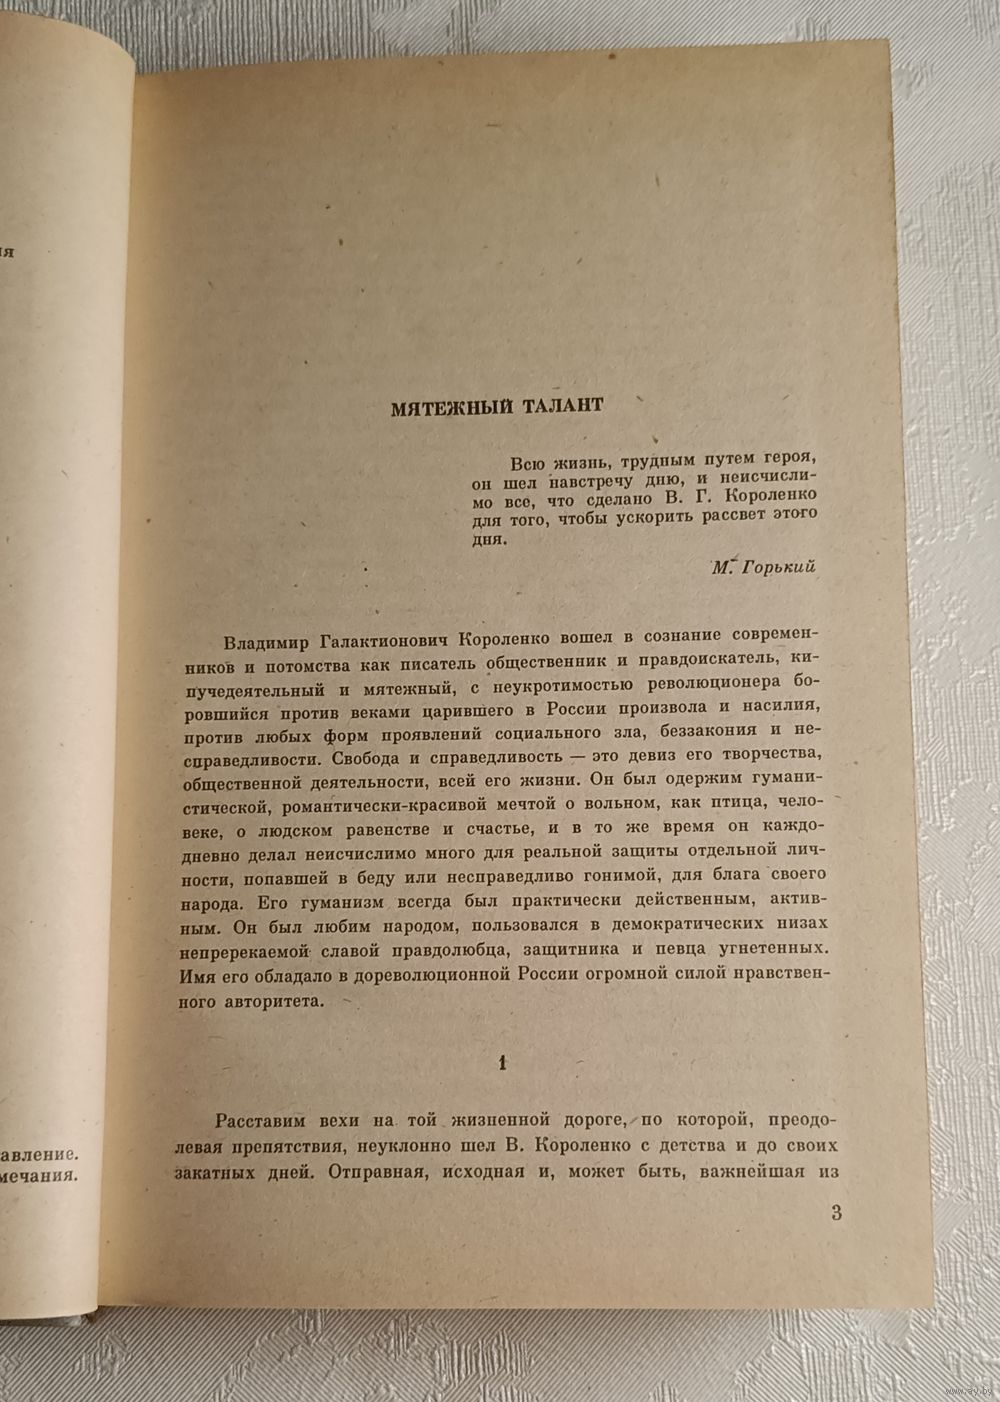 ия
авление.
мечания.
МЯТЕЖНЫЙ ТАЛАНТ
Всю жизнь, трудным путем героя,
он шел навстречу дню, и неисчисли-
мо все, что сделано В. Г. Короленко
для того, чтобы ускорить рассвет этого
дня.
М. Горький
Владимир Галактионович Короленко вошел в сознание современ-
ников и потомства как писатель общественник и правдоискатель, ки-
пучедеятельный и мятежный, с неукротимостью революционера бо-
ровшийся против веками царившего в России произвола и насилия,
против любых форм проявлений социального зла, беззакония и не-
справедливости. Свобода и справедливость — это девиз его творчества,
общественной деятельности, всей его жизни. Он был одержим гумани-
стической, романтически-красивой мечтой о вольном, как птица, чело-
веке, о людском равенстве и счастье, и в то же время он каждо-
дневно делал неисчислимо много для реальной защиты отдельной лич-
ности, попавшей в беду или несправедливо гонимой, для блага своего
народа. Его гуманизм всегда был практически действенным, актив-
ным. Он был любим народом, пользовался в демократических низах
непререкаемой славой правдолюбца, защитника и певца угнетенных.
Имя его обладало в дореволюционной России огромной силой нравствен-
ного авторитета.
1
Расставим вехи на той жизненной дороге, по которой, преодо-
левая препятствия, неуклонно шел В. Короленко с детства и до своих
закатных дней. Отправная, исходная и, может быть, важнейшая из
3
www.ay.by